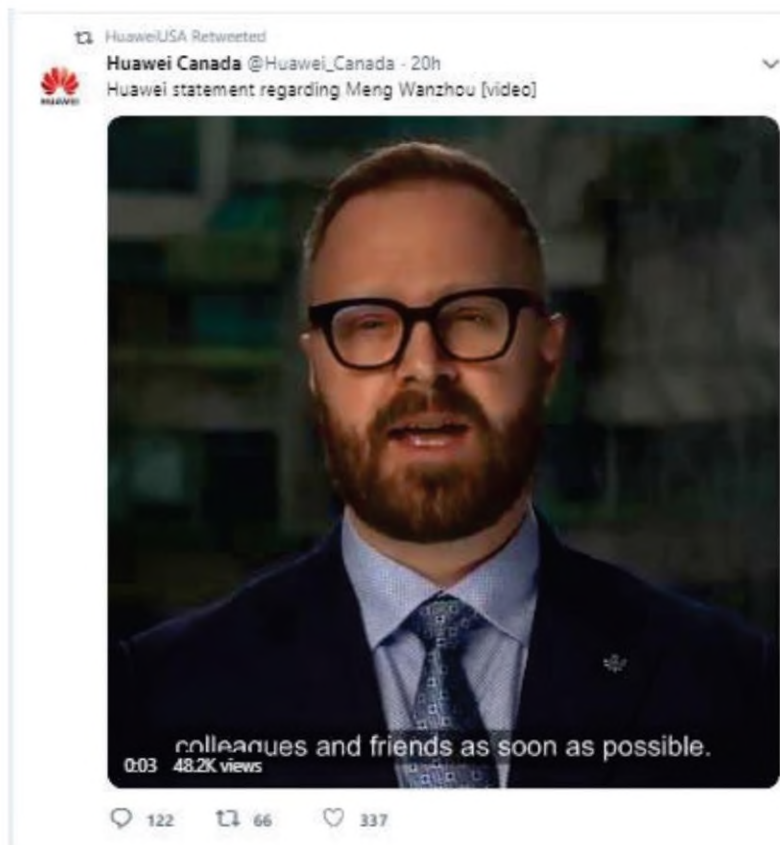 HuaweiUSA Retweeted
Huawei Canada @Huawei_Canada · 20h
HUAWEI
Huawei statement regarding Meng Wanzhou [video]
colleagues and friends as soon as possible.
0:03 48.2K views
122 66 337